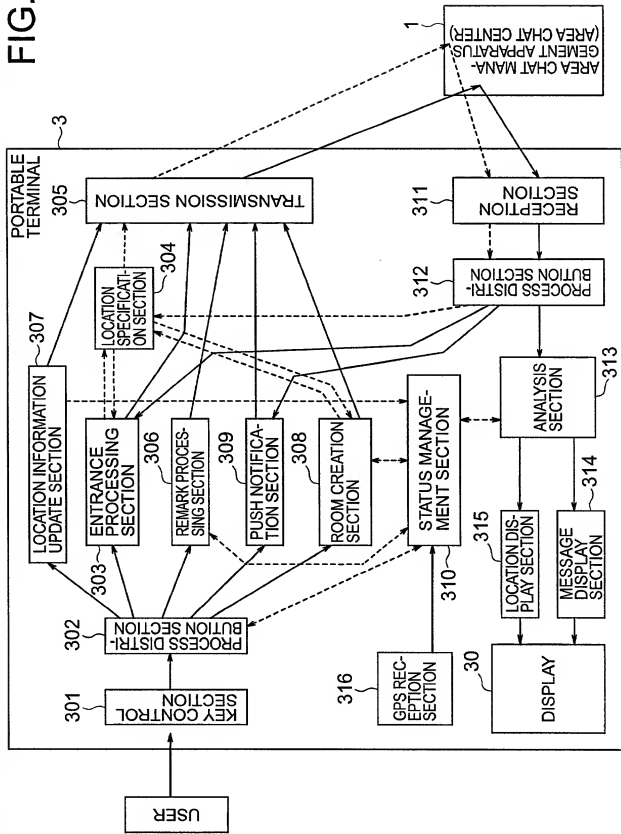 FIG.
PORTABLE
TERMINAL
3
USER
301
KEY CONTROL
SECTION
302
PROCESS DISTRI-
BUTION SECTION
307
LOCATION INFORMATION
UPDATE SECTION
303
ENTRANCE
PROCESSING
SECTION
304
LOCATION
SPECIFICATI-
ON SECTION
305
TRANSMISSION SECTION
306
REMARK PROCES-
SING SECTION
309
PUSH NOTIFICA-
TION SECTION
308
ROOM CREATION
SECTION
310
STATUS MANAGE-
MENT SECTION
316
GPS REC-
EPTION
SECTION
311
RECEPTION
SECTION
312
PROCESS DISTRI-
BUTION SECTION
313
ANALYSIS
SECTION
315
LOCATION DIS-
PLAY SECTION
314
MESSAGE
DISPLAY
SECTION
30
DISPLAY
1
AREA CHAT MANA-
GEMENT APPARATUS
(AREA CHAT CENTER)